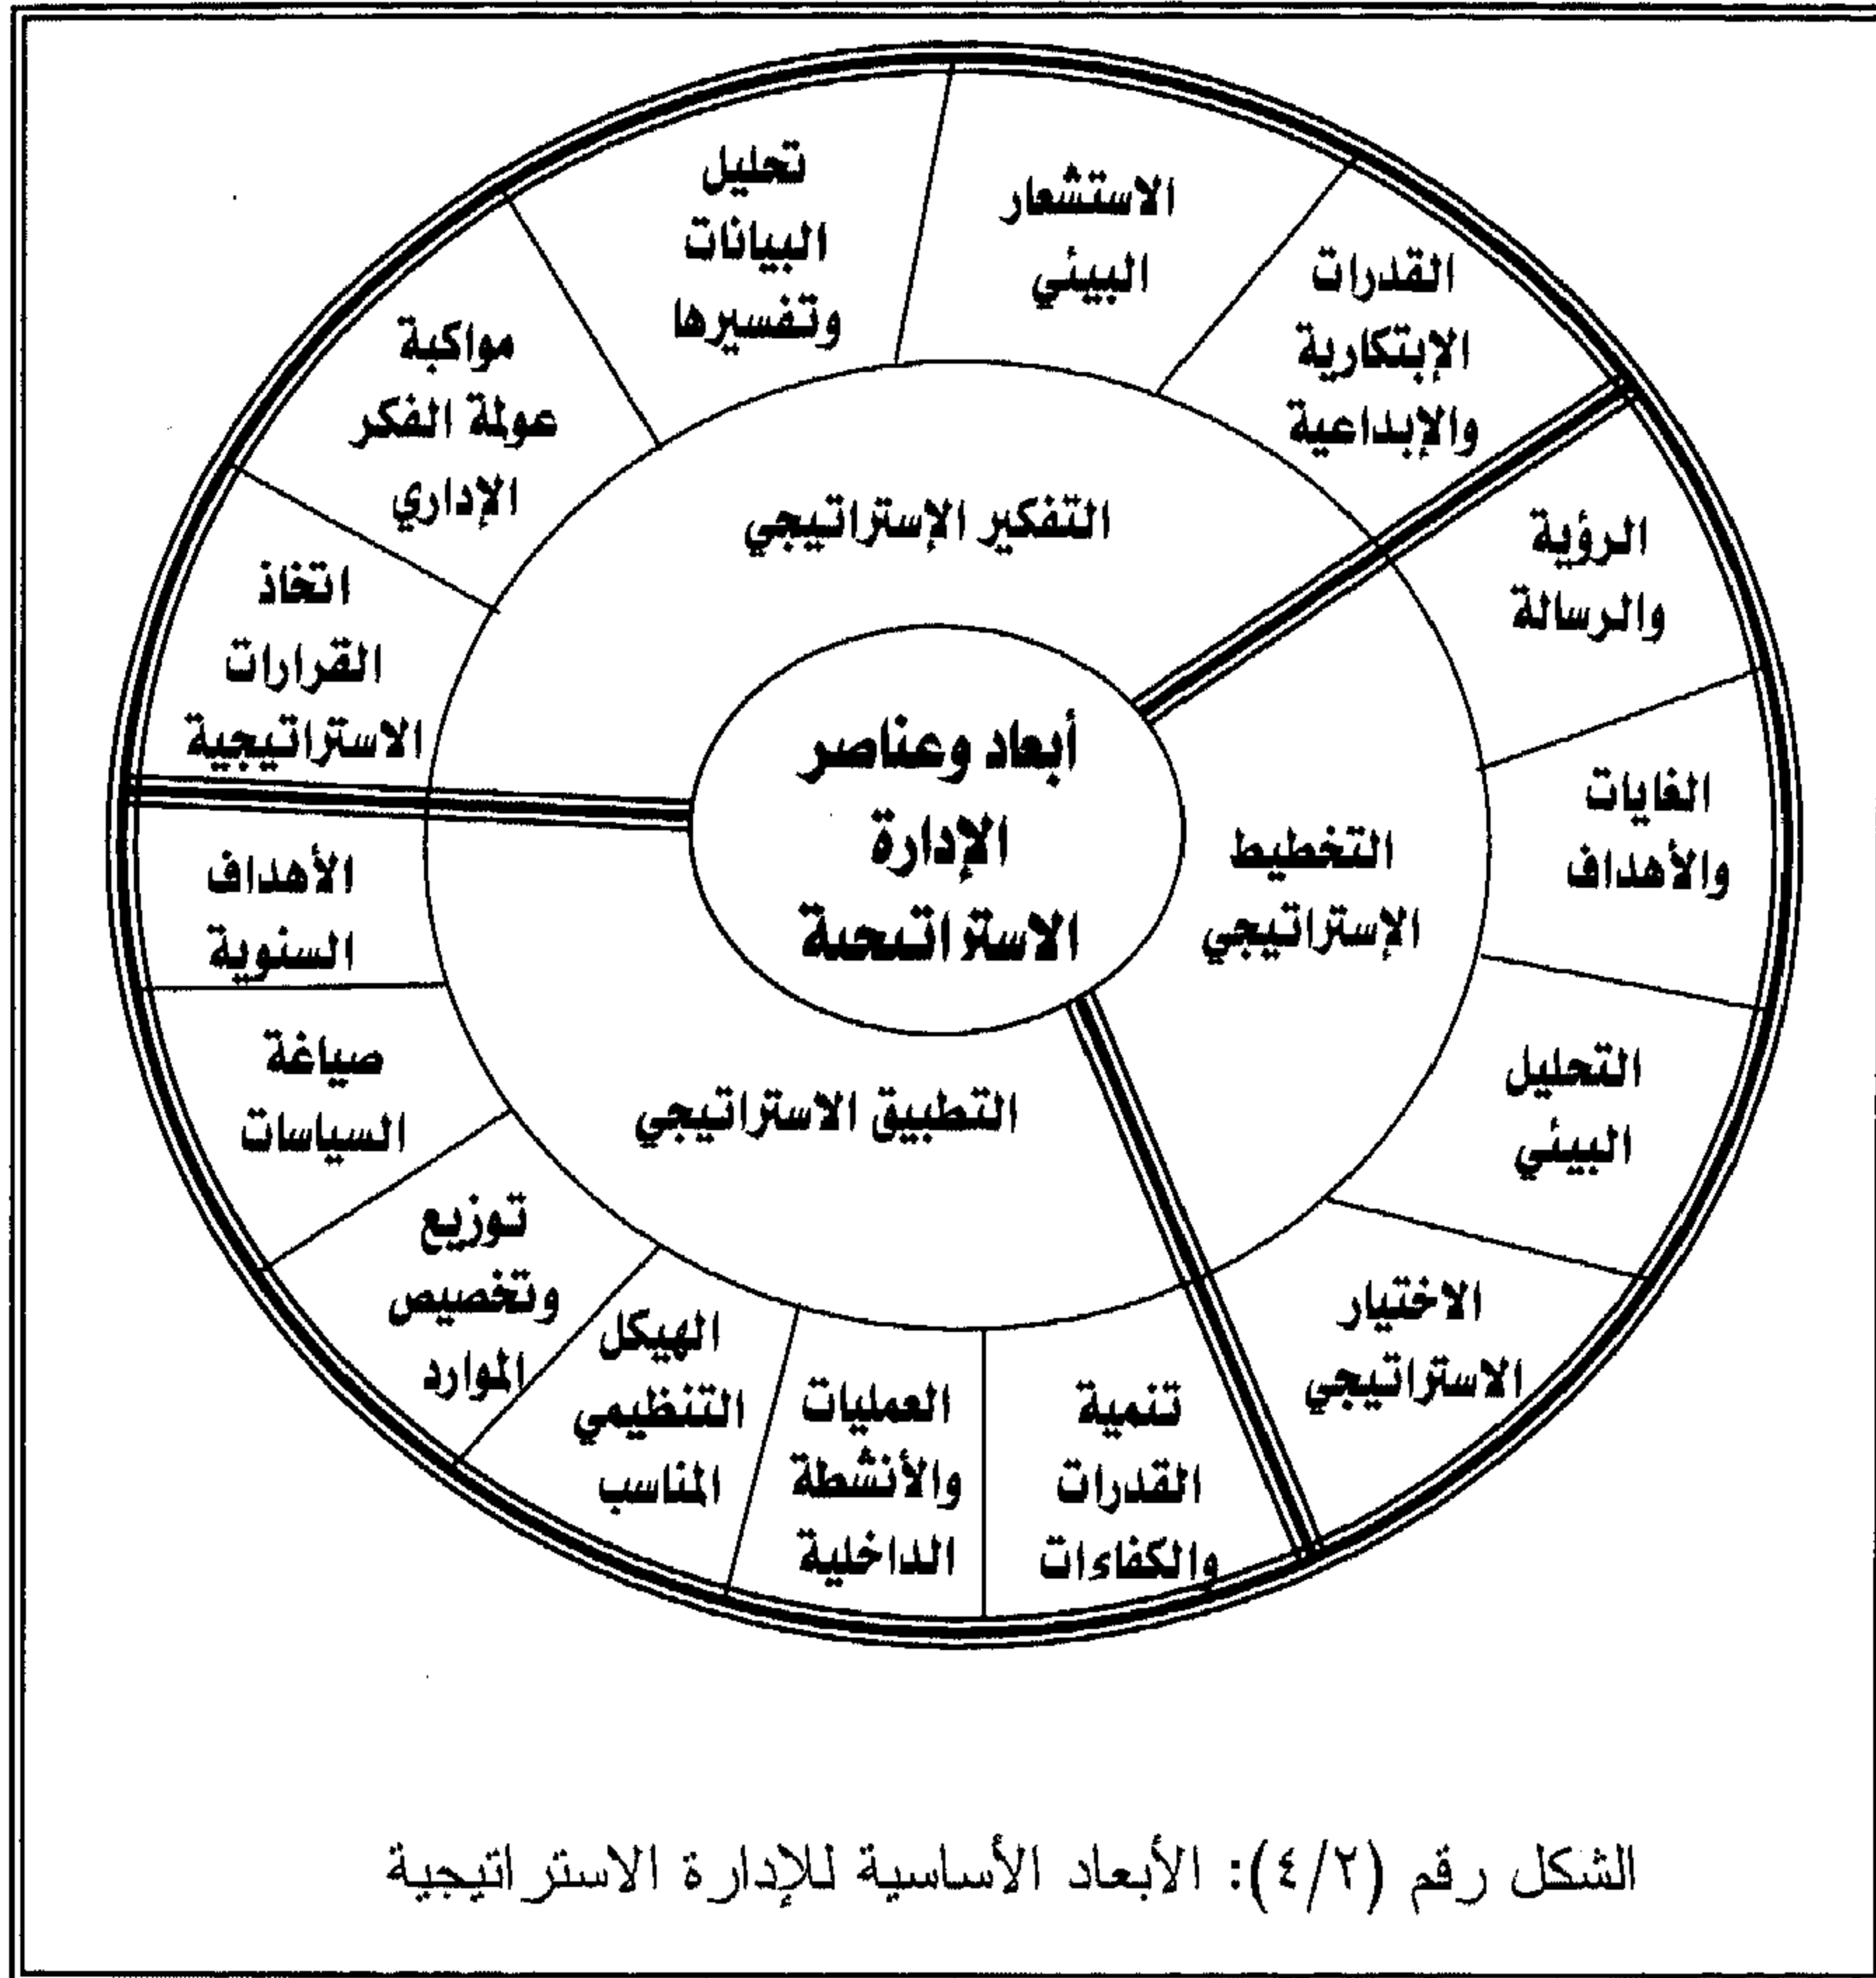 أبعاد وعناصر
الإدارة
الاستراتيجية
التفكير الإستراتيجي
القدرات
الإبتكارية
والإبداعية
الاستشعار
البيئي
تحليل
البيانات
وتفسيرها
مواكبة
عولمة الفكر
الإداري
اتخاذ
القرارات
الاستراتيجية
التخطيط
الإستراتيجي
الرؤية
والرسالة
الغايات
والأهداف
التحليل
البيئي
الاختيار
الاستراتيجي
التطبيق الاستراتيجي
تنمية
القدرات
والكفاءات
العمليات
والأنشطة
الداخلية
الهيكل
التنظيمي
المناسب
توزيع
وتخصيص
الموارد
صياغة
السياسات
الأهداف
السنوية
الشكل رقم (٤/٢): الأبعاد الأساسية للإدارة الاستراتيجية